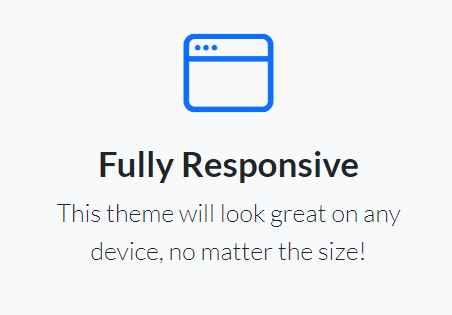 Fully Responsive
This theme will look great on any
device, no matter the size!